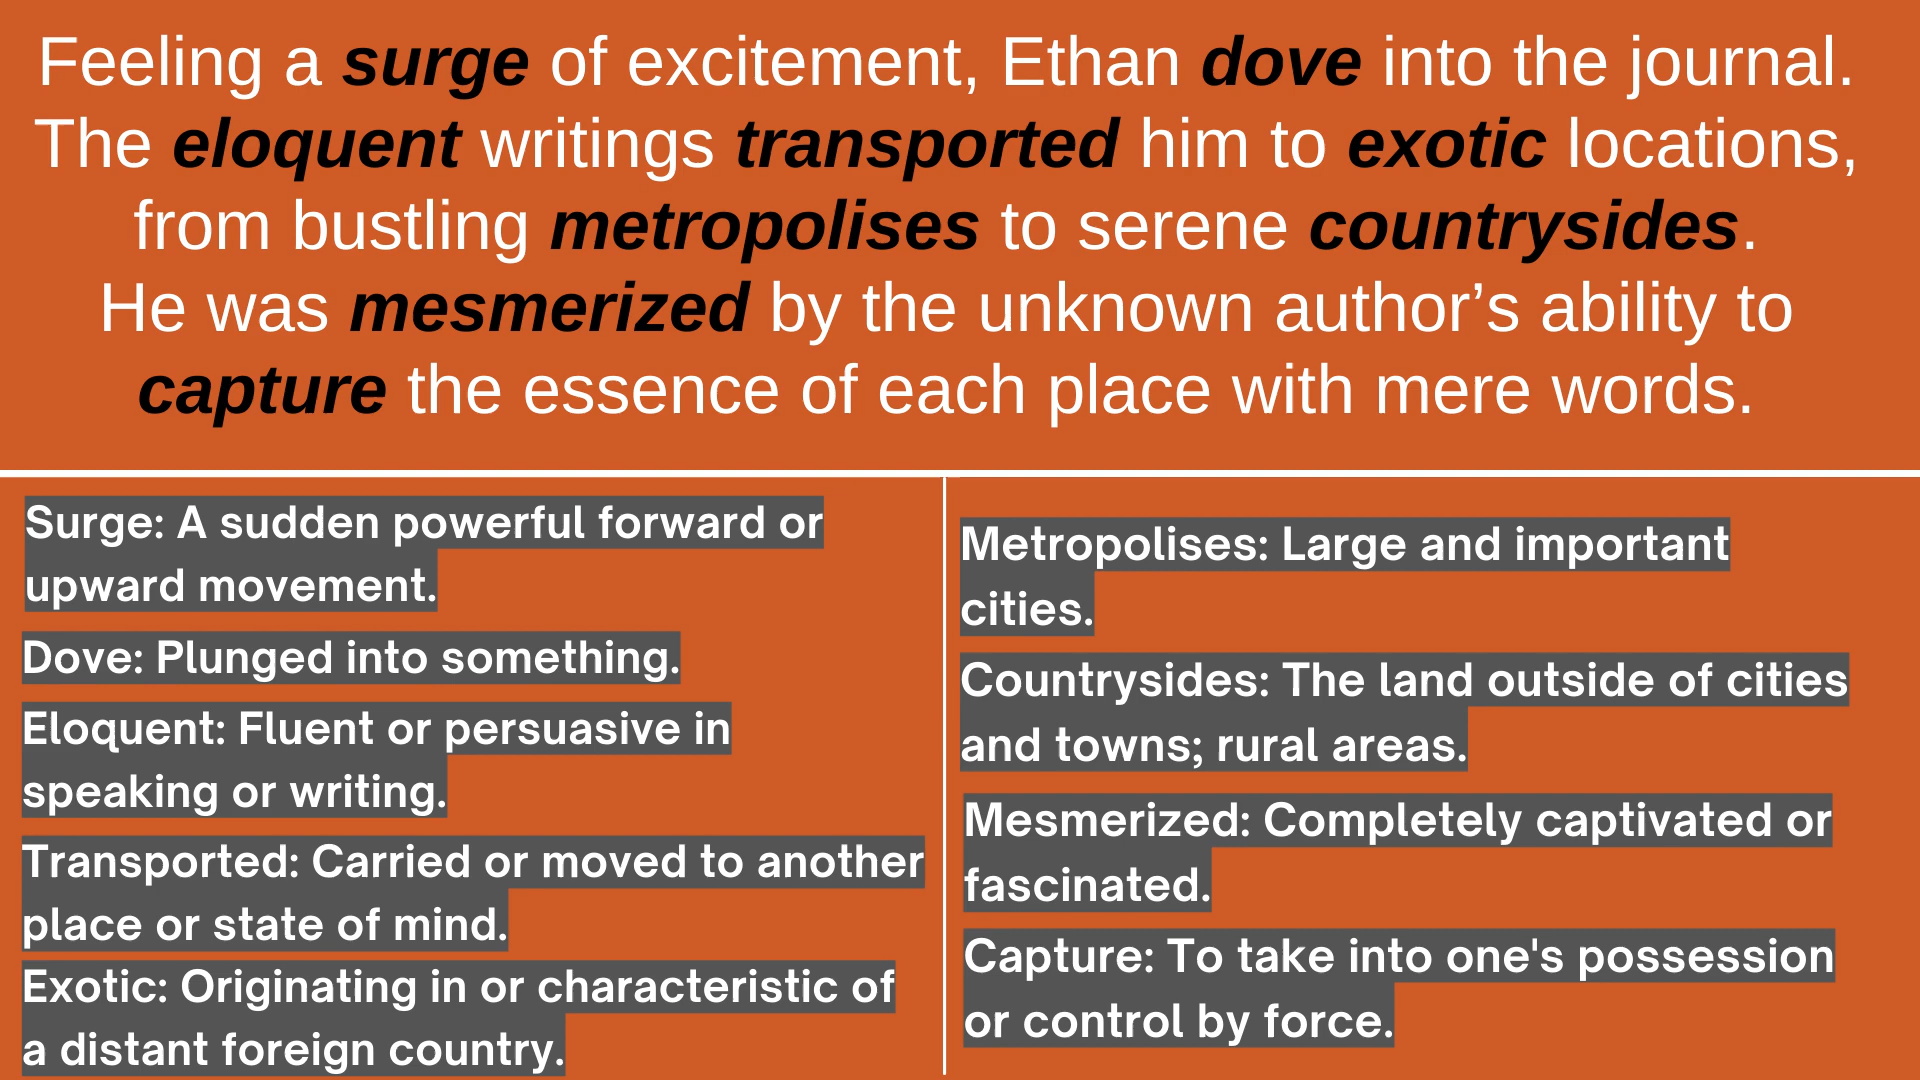 Feeling a surge of excitement, Ethan dove into the journal.
The eloquent writings transported him to exotic locations,
from bustling metropolises to serene countrysides.
He was mesmerized by the unknown author’s ability to
capture the essence of each place with mere words.
Surge: A sudden powerful forward or
upward movement.
Dove: Plunged into something.
Eloquent: Fluent or persuasive in
speaking or writing.
Transported: Carried or moved to another
place or state of mind.
Exotic: Originating in or characteristic of
a distant foreign country.
Metropolises: Large and important
cities.
Countrysides: The land outside of cities
and towns; rural areas.
Mesmerized: Completely captivated or
fascinated.
Capture: To take into one's possession
or control by force.